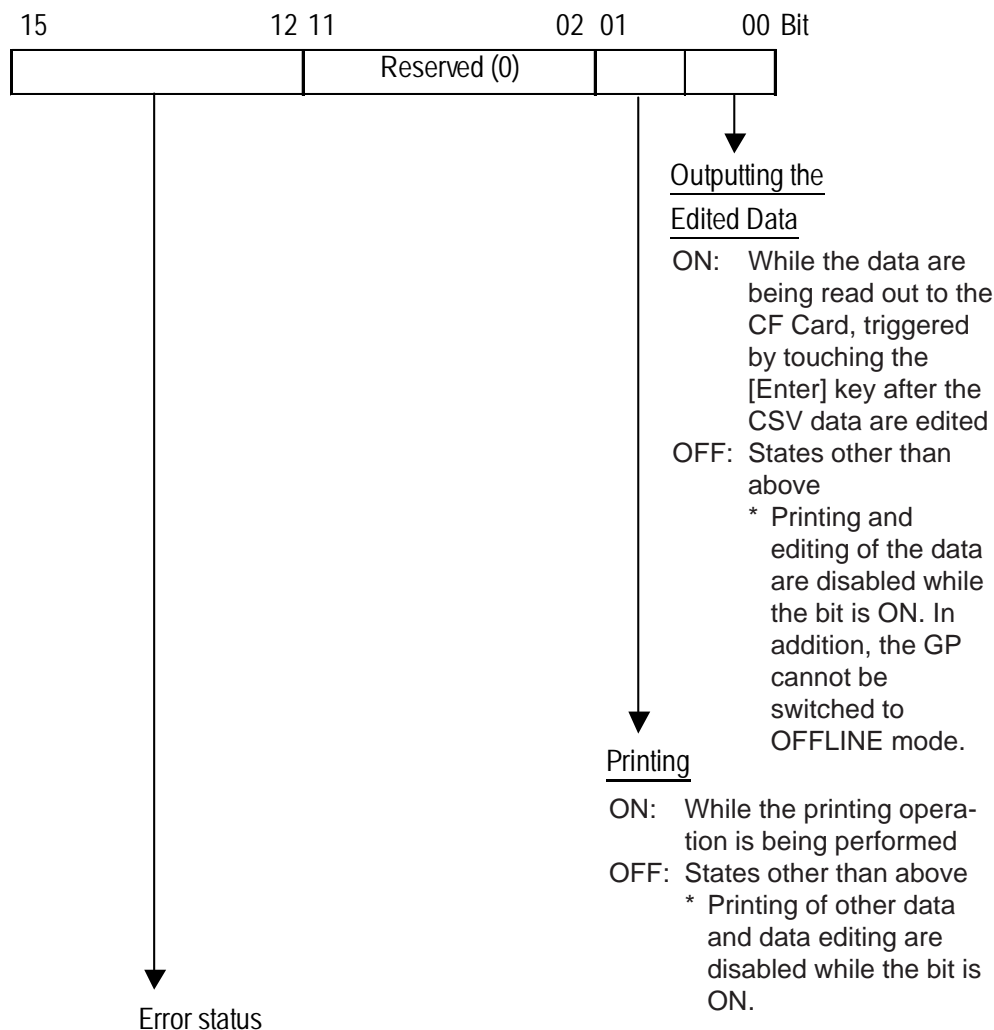 15 12 11 02 01 00 Bit
Reserved (0)
Outputting the
Edited Data
ON: While the data are
being read out to the
CF Card, triggered
by touching the
[Enter] key after the
CSV data are edited
OFF: States other than
above
* Printing and
editing of the data
are disabled while
the bit is ON. In
addition, the GP
cannot be
switched to
OFFLINE mode.
Printing
ON: While the printing opera-
tion is being performed
OFF: States other than above
* Printing of other data
and data editing are
disabled while the bit is
ON.
Error status